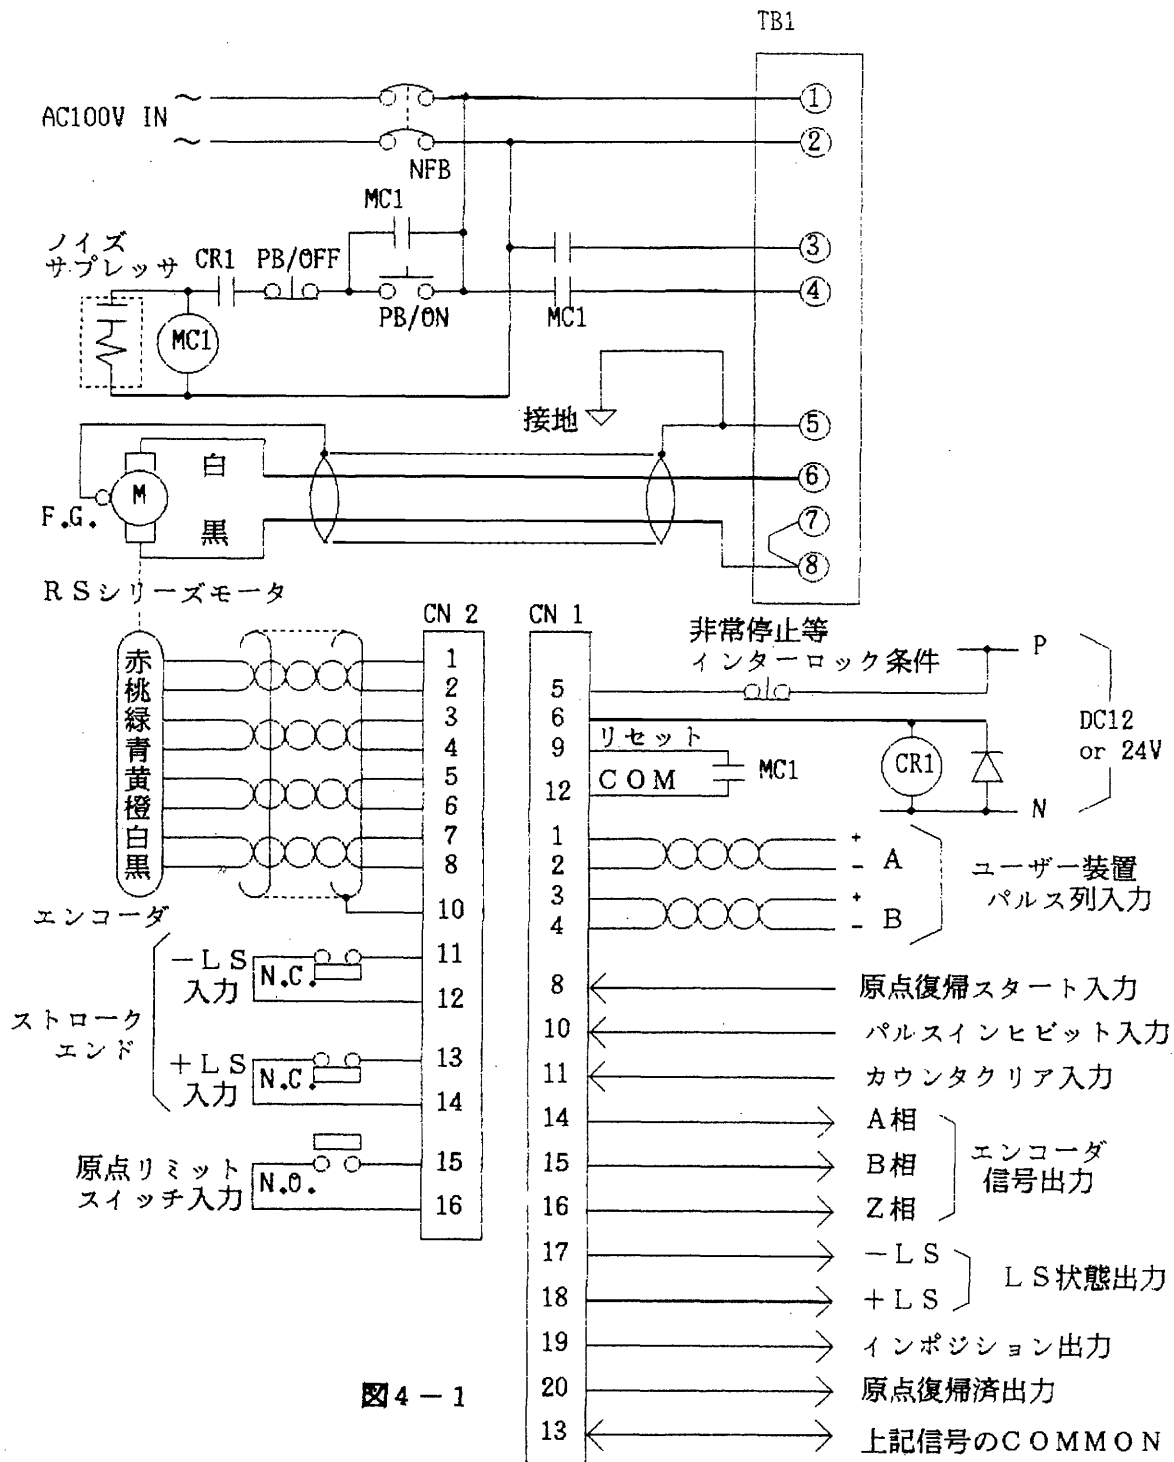 TB1
AC100V IN
~
~
NFB
①
②
MC1
ノイズ
サプレッサ
CR1
PB/OFF
PB/ON
MC1
MC1
③
④
接地
⑤
白
⑥
M
F.G.
黒
⑦
⑧
RSシリーズモータ
CN 2
CN 1
赤
桃
緑
青
黄
橙
白
黒
1
2
3
4
5
6
7
8
10
エンコーダ
ストローク
エンド
-LS
入力
N.C.
11
12
+LS
入力
N.C.
13
14
原点リミット
スイッチ入力
N.O.
15
16
非常停止等
インターロック条件
P
5
6
9
リセット
12
COM
MC1
CR1
DC12
or 24V
N
1
+
2
-
A
3
+
4
-
B
ユーザー装置
パルス列入力
8
原点復帰スタート入力
10
パルスインヒビット入力
11
カウンタクリア入力
14
A相
15
B相
16
Z相
エンコーダ
信号出力
17
-LS
18
+LS
LS状態出力
19
インポジション出力
20
原点復帰済出力
13
上記信号のCOMMON
図4-1